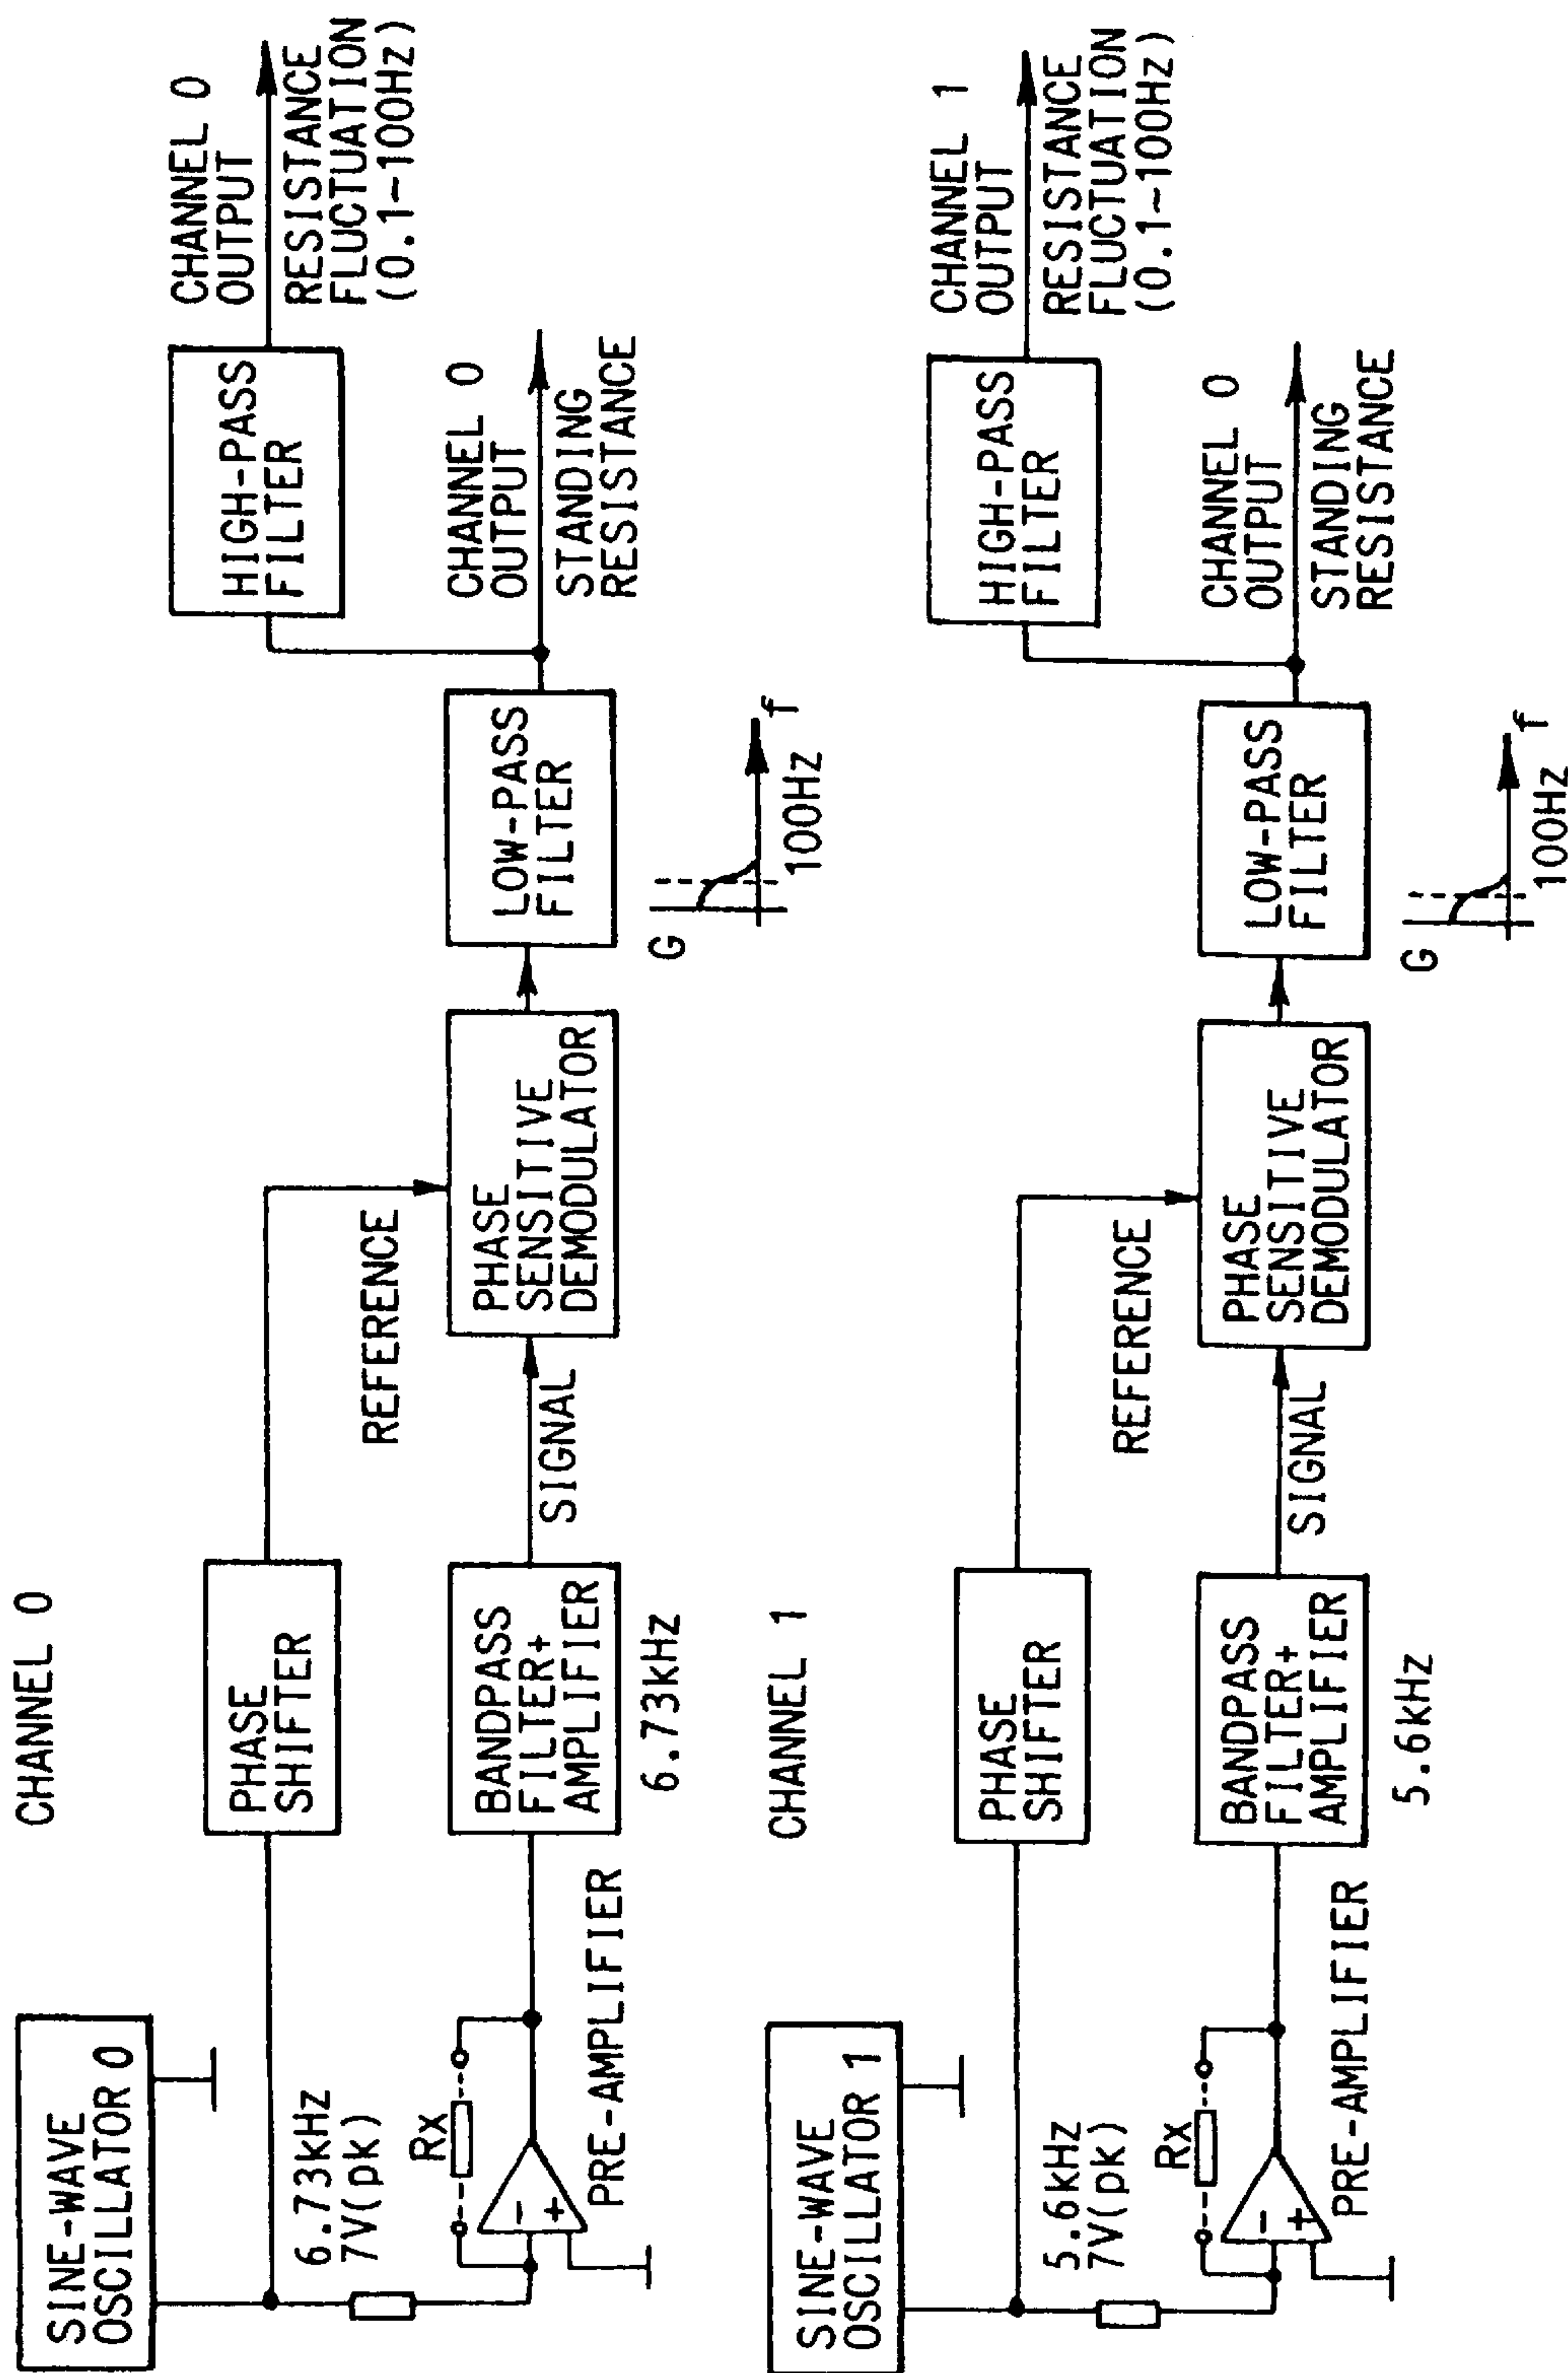 CHANNEL 0
SINE-WAVE
OSCILLATOR 0
6.73kHz
7V(pk)
Rx
-
+
PRE-AMPLIFIER
PHASE
SHIFTER
BANDPASS
FILTER+
AMPLIFIER
6.73kHz
REFERENCE
SIGNAL
PHASE
SENSITIVE
DEMODULATOR
LOW-PASS
FILTER
G
f
100Hz
HIGH-PASS
FILTER
CHANNEL 0
OUTPUT
RESISTANCE
FLUCTUATION
(0.1~100Hz)
CHANNEL 0
OUTPUT
STANDING
RESISTANCE
CHANNEL 1
SINE-WAVE
OSCILLATOR 1
5.6kHz
7V(pk)
Rx
-
+
PRE-AMPLIFIER
PHASE
SHIFTER
BANDPASS
FILTER+
AMPLIFIER
5.6kHz
REFERENCE
SIGNAL
PHASE
SENSITIVE
DEMODULATOR
LOW-PASS
FILTER
G
f
100Hz
HIGH-PASS
FILTER
CHANNEL 1
OUTPUT
RESISTANCE
FLUCTUATION
(0.1~100Hz)
CHANNEL 0
OUTPUT
STANDING
RESISTANCE